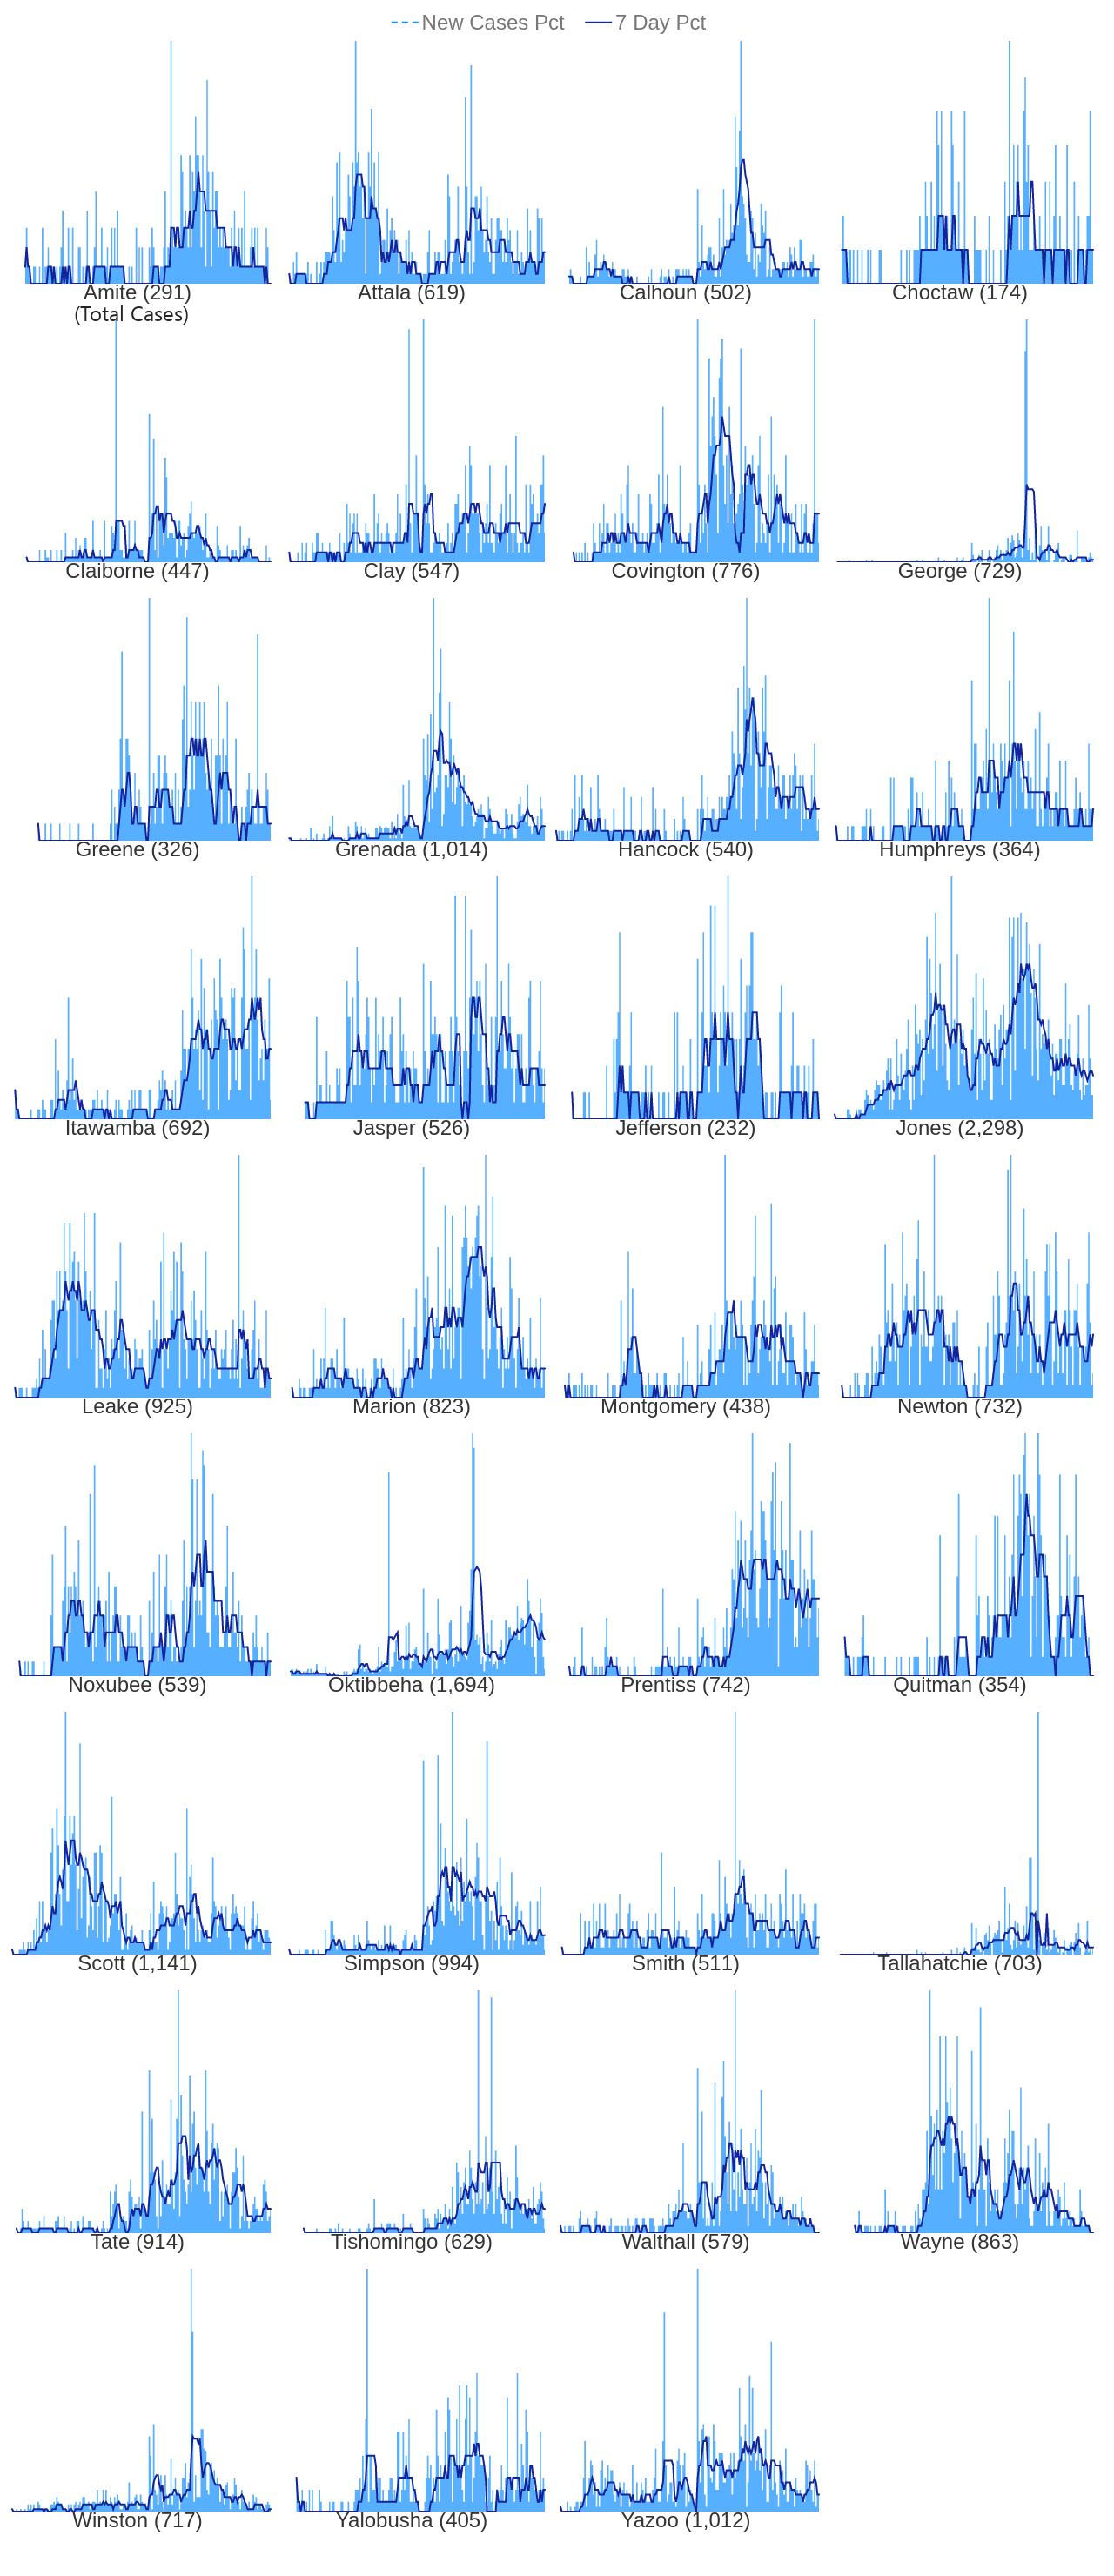 New Cases Pct 7 Day Pct
Amite (291) Attala (619) Calhoun (502) Choctaw (174)
(Total Cases)
Claiborne (447) Clay (547) Covington (776) George (729)
Greene (326) Grenada (1,014) Hancock (540) Humphreys (364)
Itawamba (692) Jasper (526) Jefferson (232) Jones (2,298)
Leake (925) Marion (823) Montgomery (438) Newton (732)
Noxubee (539) Oktibbeha (1,694) Prentiss (742) Quitman (354)
Scott (1,141) Simpson (994) Smith (511) Tallahatchie (703)
Tate (914) Tishomingo (629) Walthall (579) Wayne (863)
Winston (717) Yalobusha (405) Yazoo (1,012)